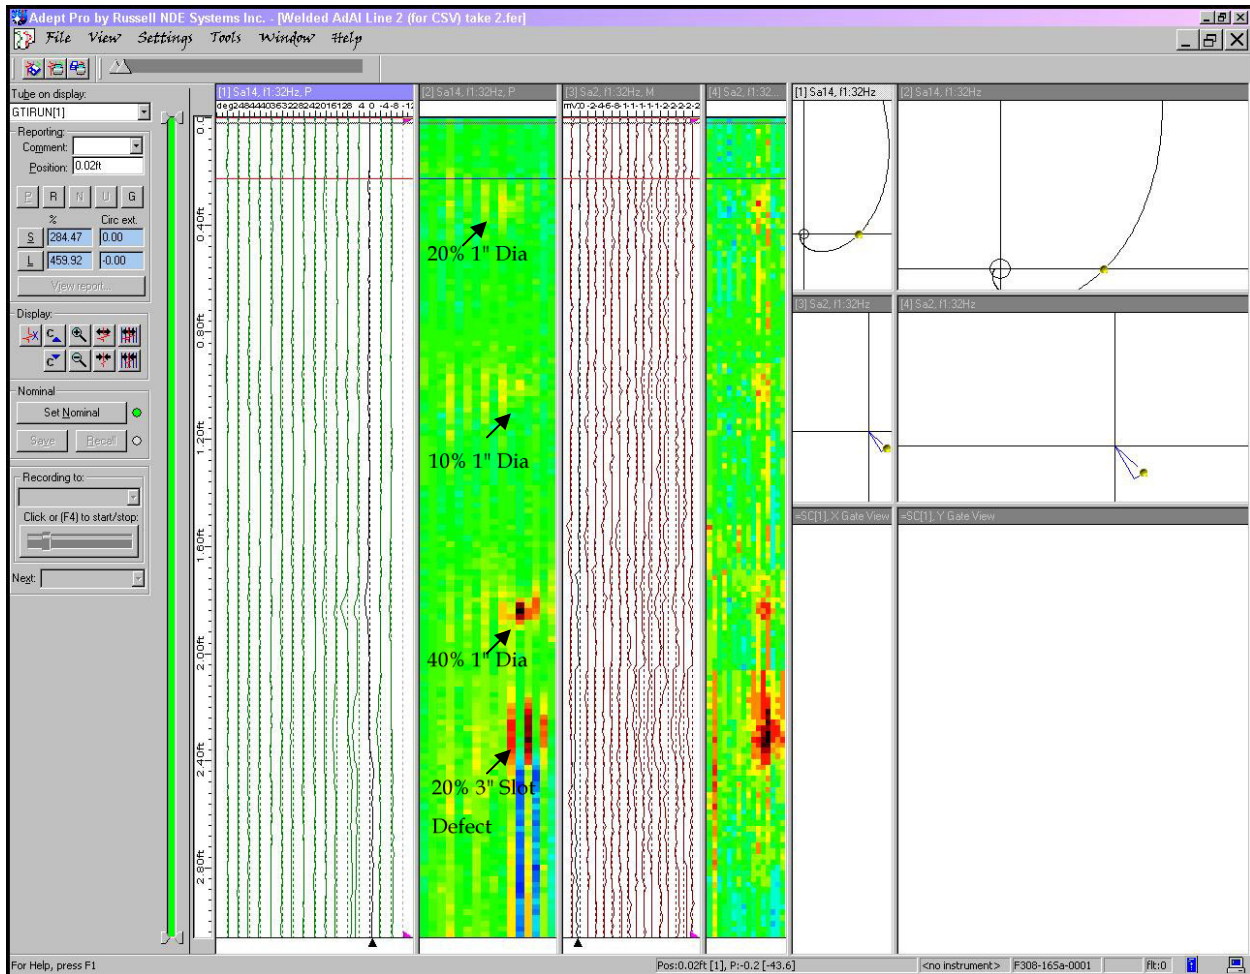 Adept Pro by Russell NDE Systems Inc. - [Welded AdAI Line 2 (for CSV) take 2.fer]
File View Settings Tools Window Help
Tube on display:
GTIRUN[1]
Reporting:
Comment:
Position: 0.02ft
P R N U G
% Circ ext.
S 284.47 0.00
L 459.92 -0.00
View report...
Display:
Nominal
Set Nominal
Save Recall
Recording to:
Click or (F4) to start/stop:
Next:
[1] Sa14, f1:32Hz, P
0.0
0.40ft
0.80ft
1.20ft
1.60ft
2.00ft
2.40ft
2.80ft
[2] Sa14, f1:32Hz, P
20% 1" Dia
10% 1" Dia
40% 1" Dia
20% 3" Slot
Defect
[3] Sa2, f1:32Hz, M
[4] Sa2, f1:32...
[1] Sa14, f1:32Hz
[2] Sa14, f1:32Hz
[3] Sa2, f1:32Hz
[4] Sa2, f1:32Hz
=SC[1], X Gate View
=SC[1], Y Gate View
For Help, press F1
Pos:0.02ft [1], P:-0.2 [-43.6]
<no instrument>
F308-165a-0001
flt:0